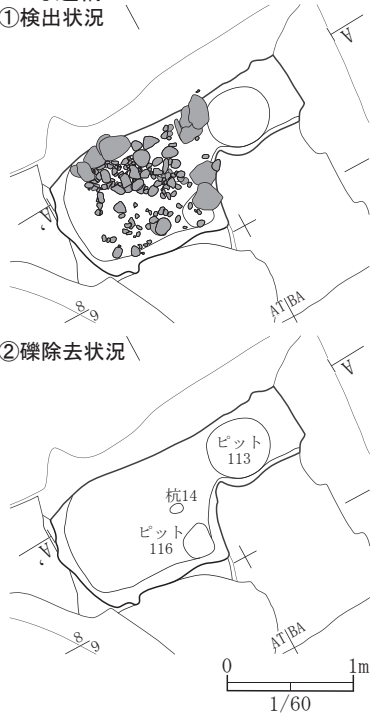 ①検出状況
A
A'
8/9
AT|BA
②礫除去状況
A
ピット
113
杭14
ピット
116
A'
8/9
AT|BA
0 1m
1/60